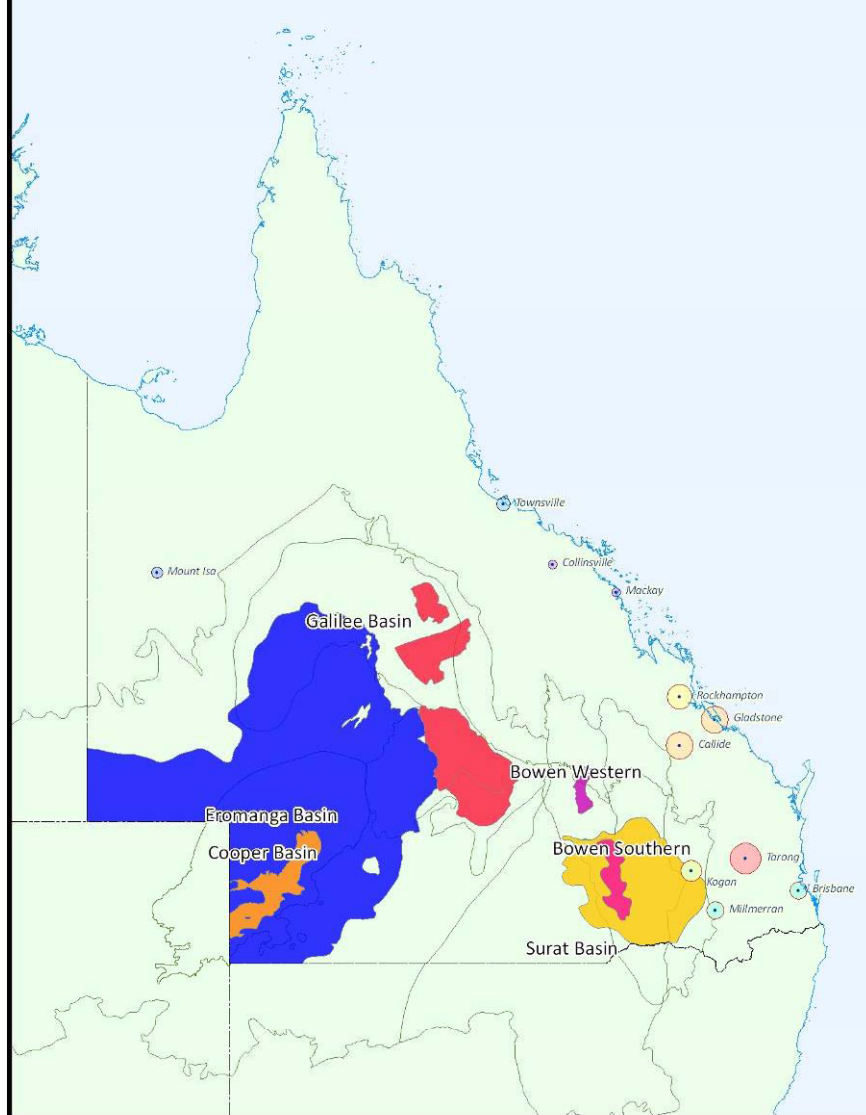 Townsville
Collinsville
Mount Isa
Mackay
Galilee Basin
Rockhampton
Gladstone
Callide
Bowen Western
Eromanga Basin
Cooper Basin
Bowen Southern
Tarong
Kogan
Brisbane
Millmerran
Surat Basin